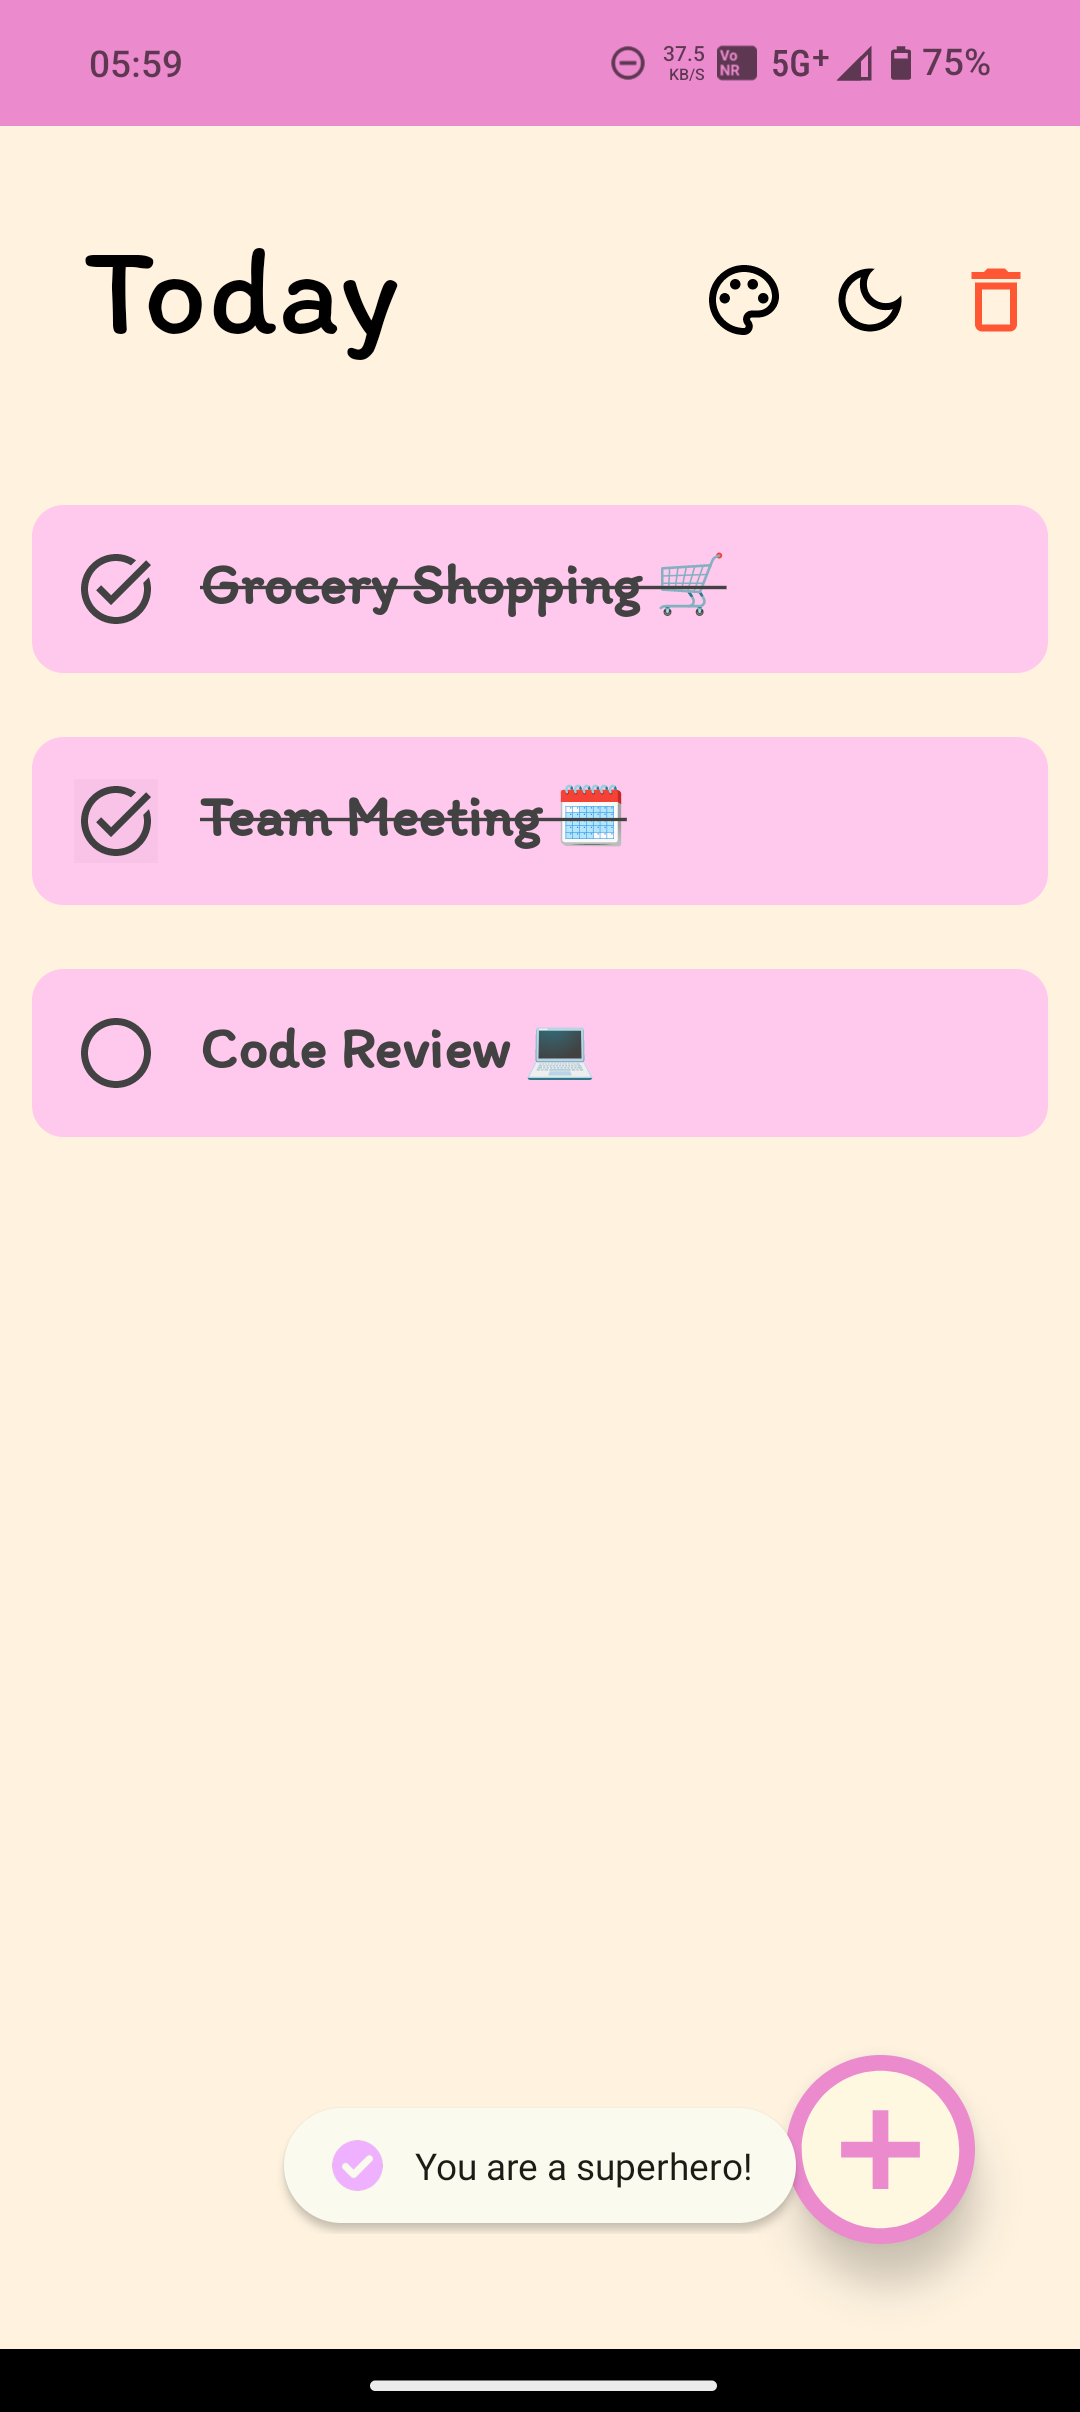 05:59
37.5
KB/S
Vo
NR
5G+
75%
Today
Grocery Shopping 🛒
Team Meeting 🗓️
Code Review 💻
You are a superhero!